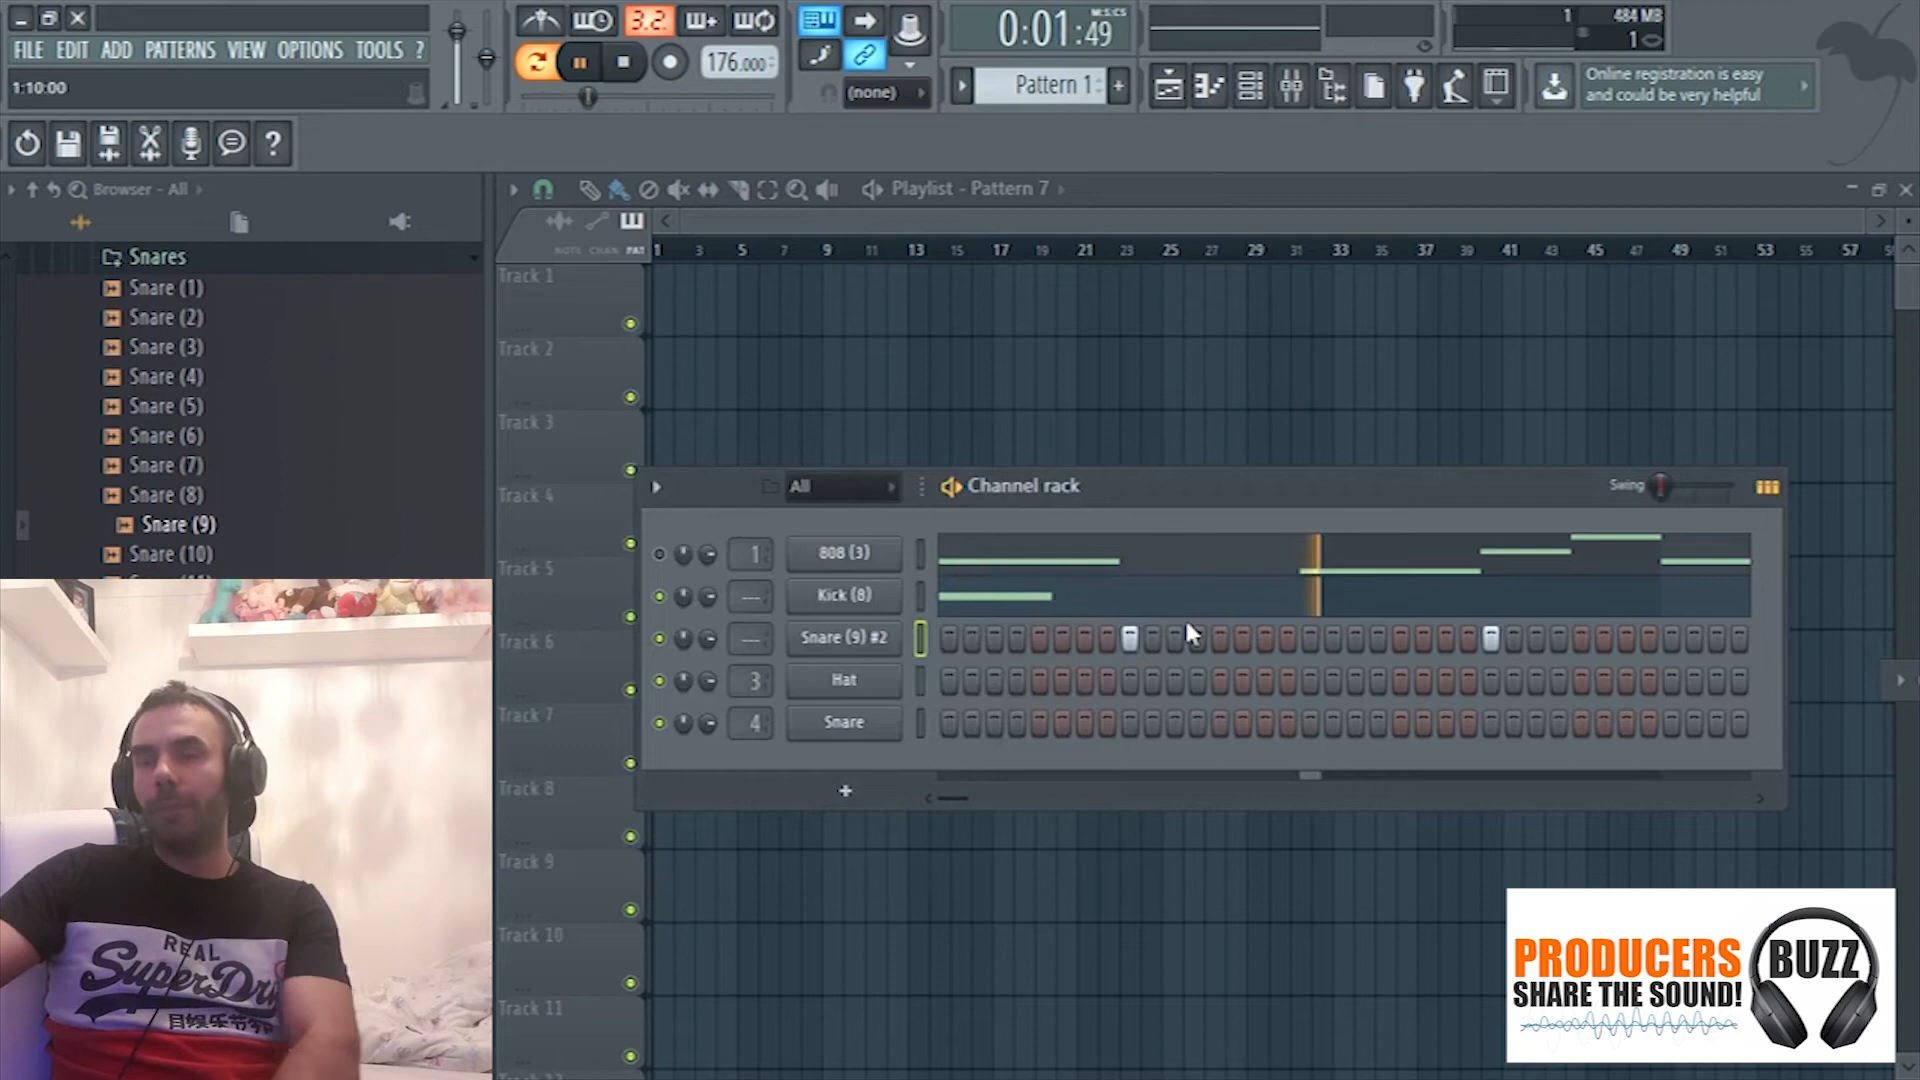 FILE EDIT ADD PATTERNS VIEW OPTIONS TOOLS ?
1:10:00
3.2.
176.000
(none)
0:01:49
M:S:CS
Pattern 1
1
484 MB
1
Online registration is easy
and could be very helpful
?
Browser - All
Snares
Snare (1)
Snare (2)
Snare (3)
Snare (4)
Snare (5)
Snare (6)
Snare (7)
Snare (8)
Snare (9)
Snare (10)
Playlist - Pattern 7
NOTE CHAN PAT
1 3 5 7 9 11 13 15 17 19 21 23 25 27 29 31 33 35 37 39 41 43 45 47 49 51 53 55 57
Track 1
Track 2
Track 3
Track 4
Track 5
Track 6
Track 7
Track 8
Track 9
Track 10
Track 11
All
Channel rack
Swing
1 808 (3)
--- Kick (8)
--- Snare (9) #2
3 Hat
4 Snare
REAL
SuperDry
PRODUCERS
SHARE THE SOUND!
BUZZ